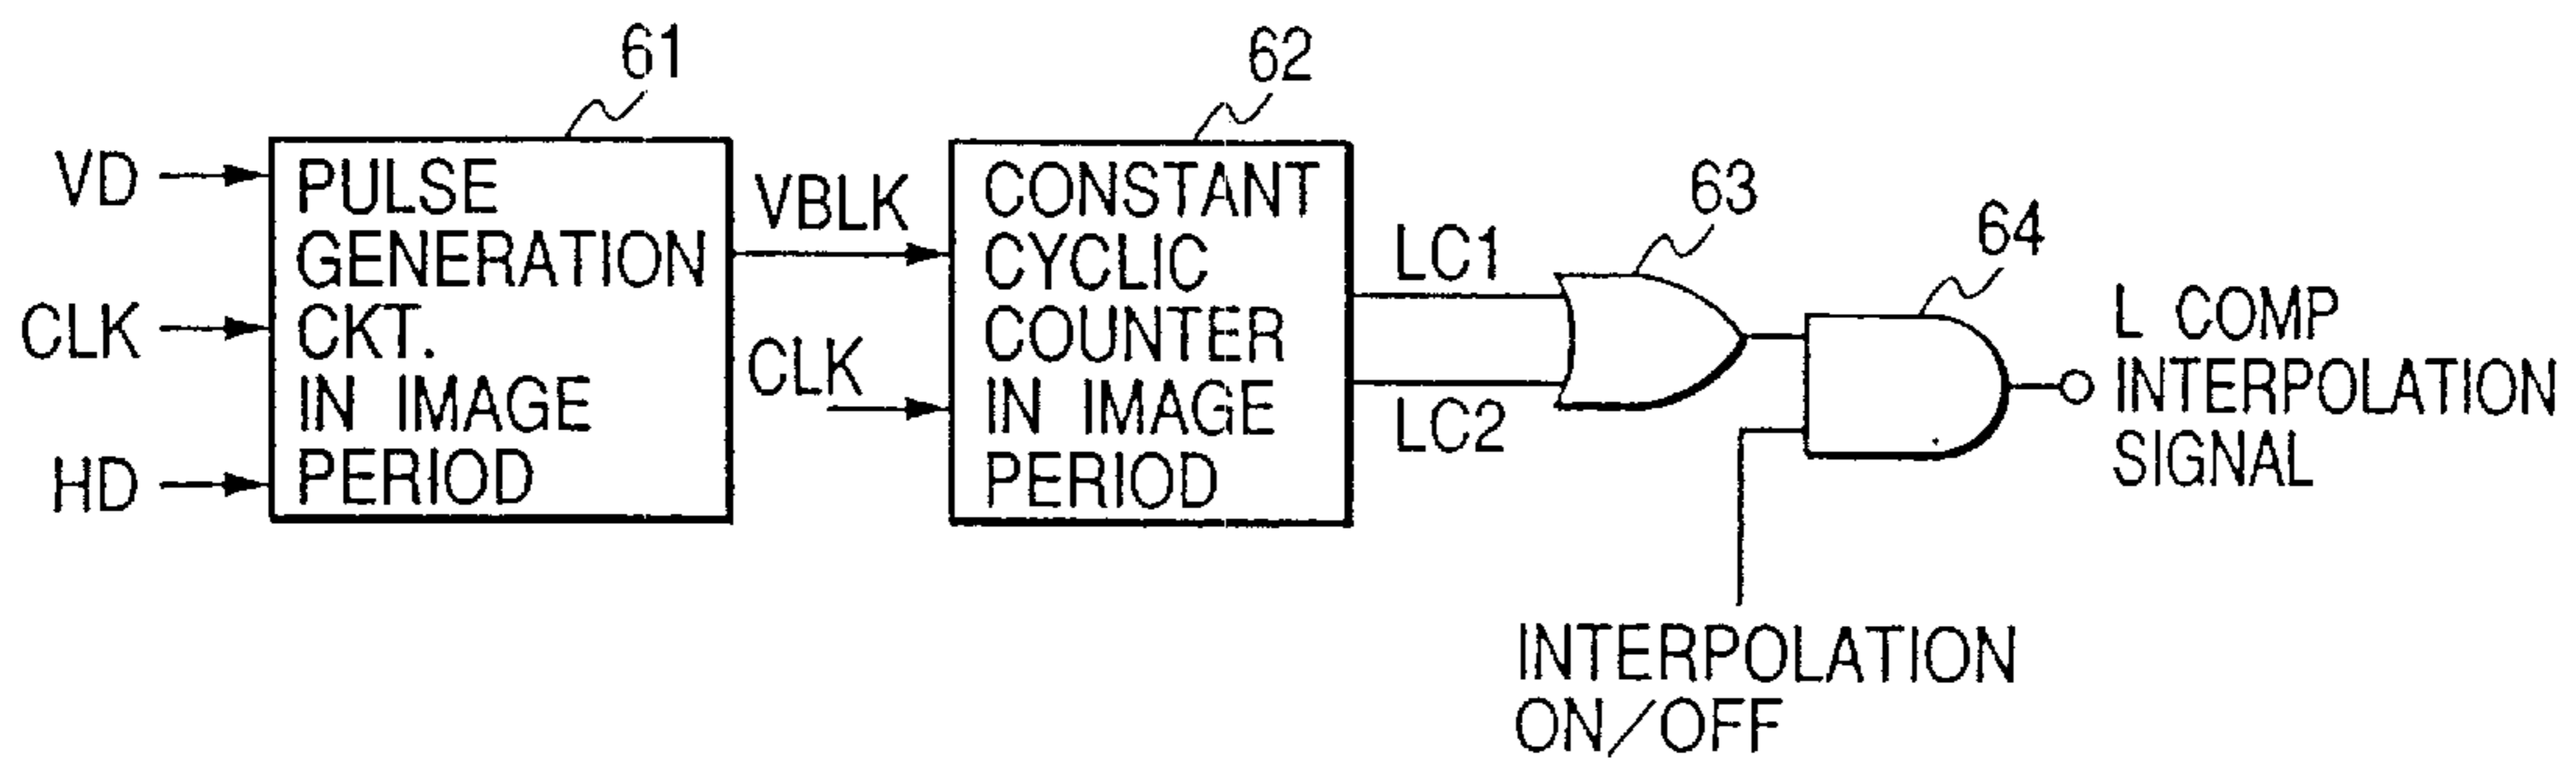 61
62
63
64
VD
CLK
HD
PULSE
GENERATION
CKT.
IN IMAGE
PERIOD
VBLK
CLK
CONSTANT
CYCLIC
COUNTER
IN IMAGE
PERIOD
LC1
LC2
L COMP
INTERPOLATION
SIGNAL
INTERPOLATION
ON/OFF